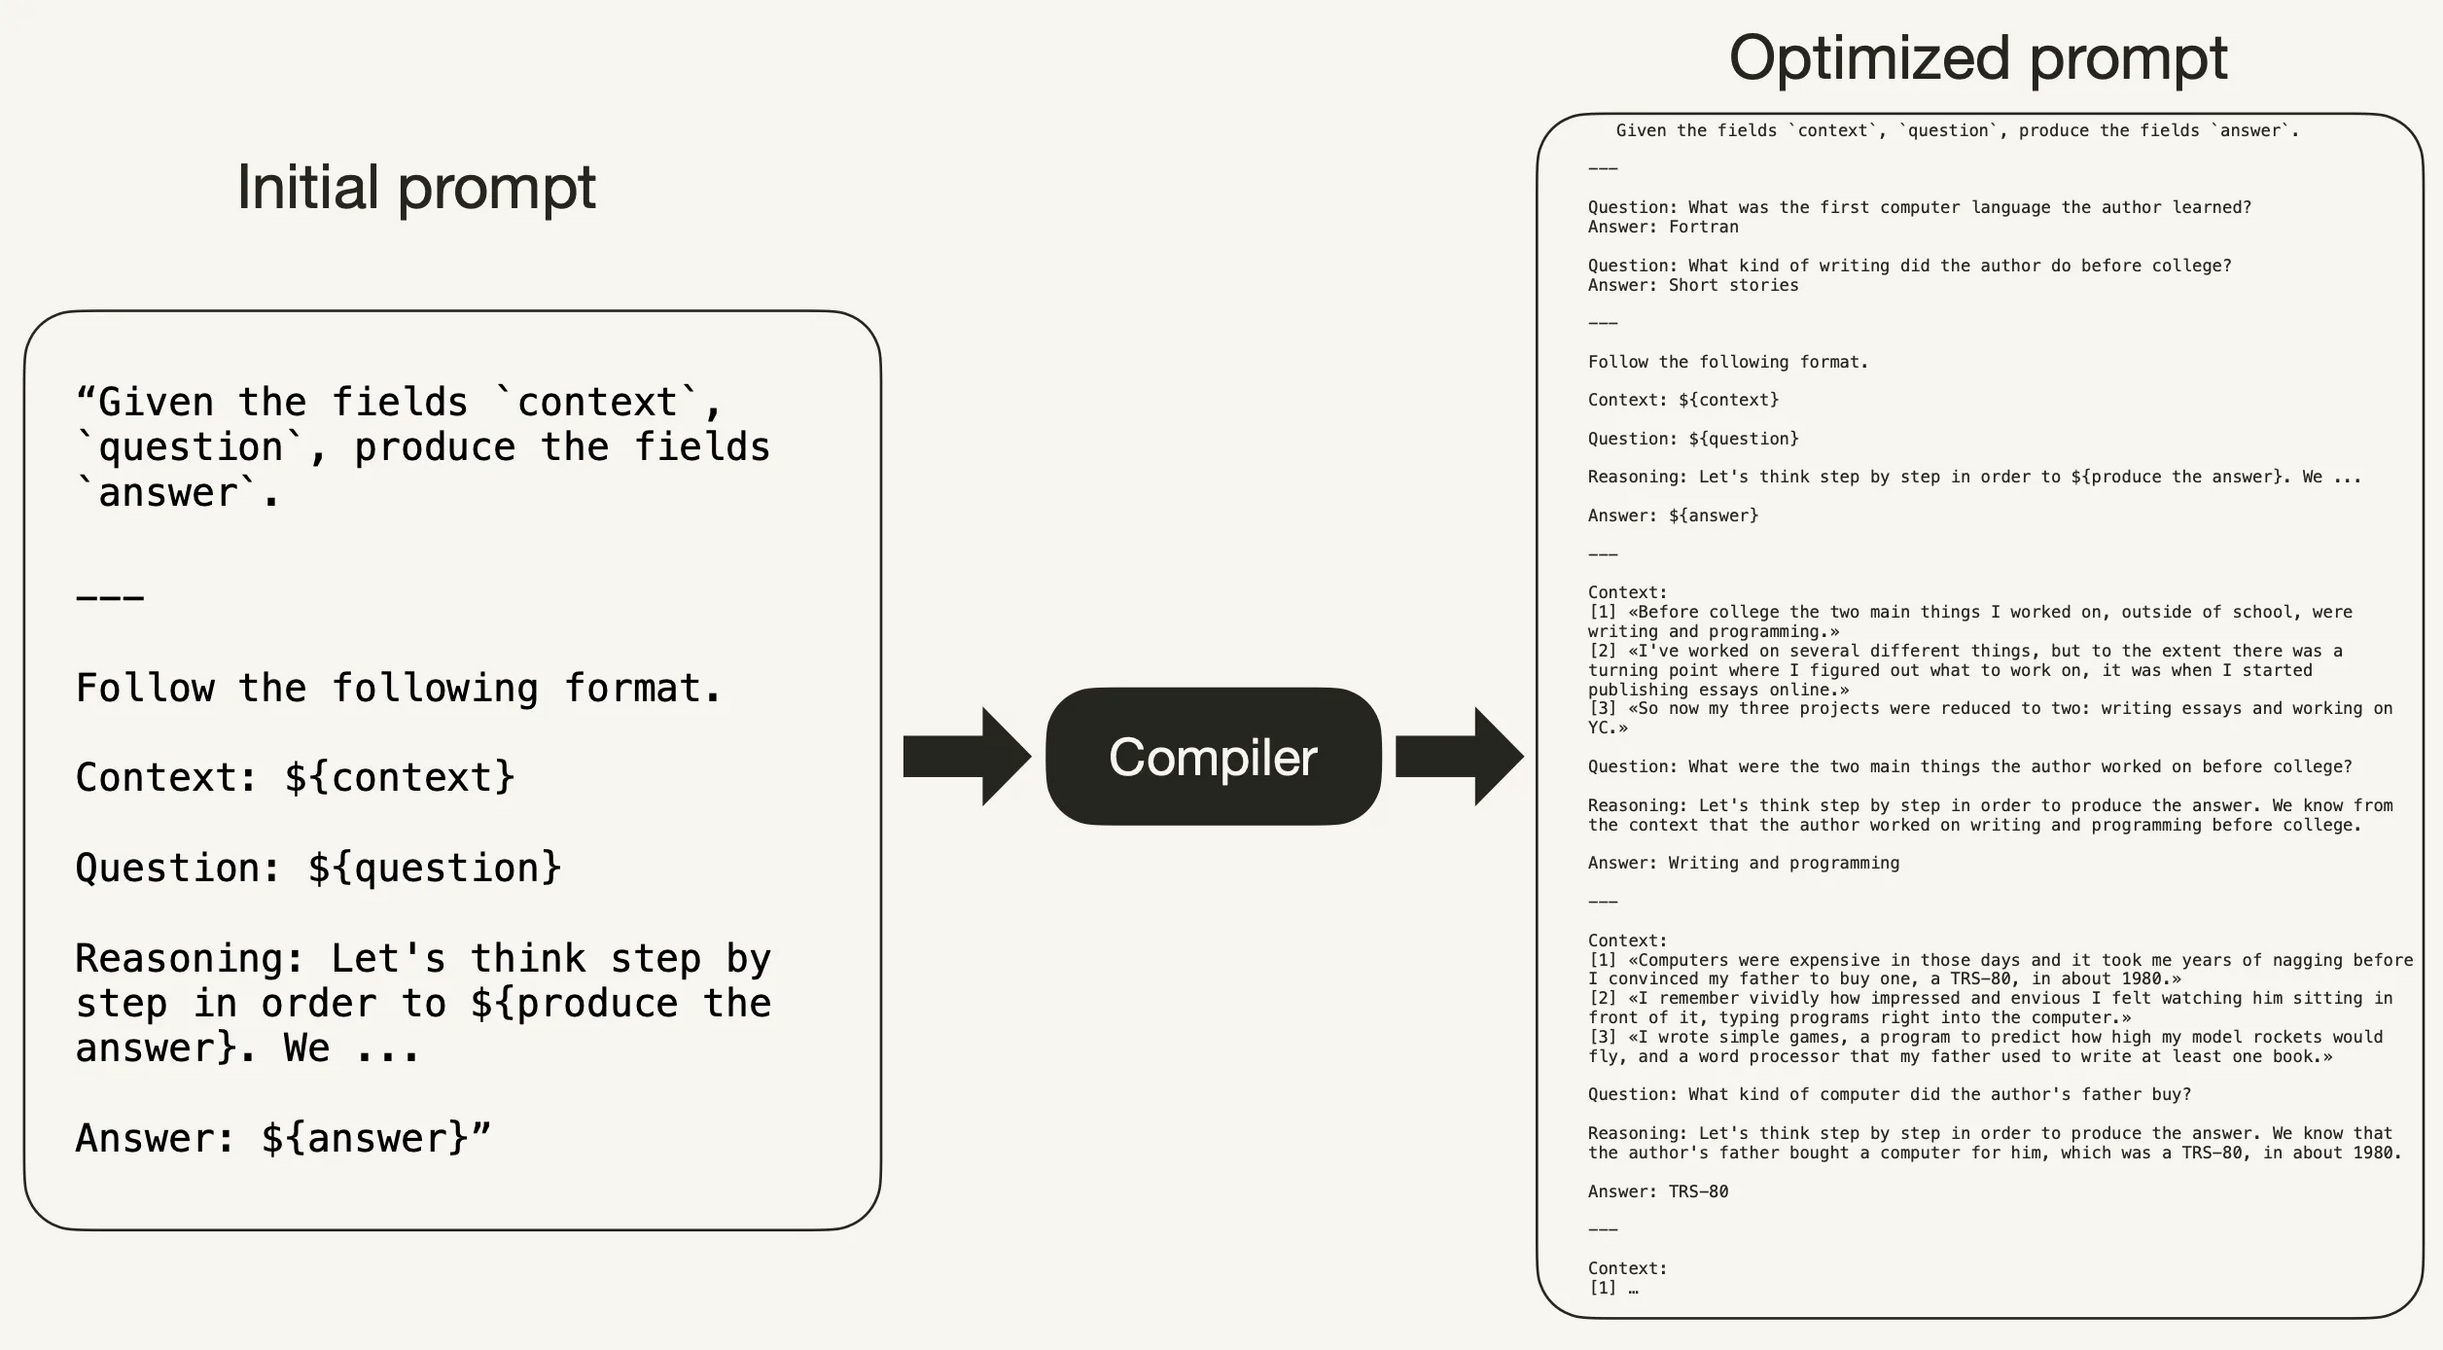 Initial prompt
“Given the fields `context`,
`question`, produce the fields
`answer`.
---
Follow the following format.
Context: ${context}
Question: ${question}
Reasoning: Let's think step by
step in order to ${produce the
answer}. We ...
Answer: ${answer}”
Compiler
Optimized prompt
Given the fields `context`, `question`, produce the fields `answer`.
---
Question: What was the first computer language the author learned?
Answer: Fortran
Question: What kind of writing did the author do before college?
Answer: Short stories
---
Follow the following format.
Context: ${context}
Question: ${question}
Reasoning: Let's think step by step in order to ${produce the answer}. We ...
Answer: ${answer}
---
Context:
[1] «Before college the two main things I worked on, outside of school, were
writing and programming.»
[2] «I've worked on several different things, but to the extent there was a
turning point where I figured out what to work on, it was when I started
publishing essays online.»
[3] «So now my three projects were reduced to two: writing essays and working on
YC.»
Question: What were the two main things the author worked on before college?
Reasoning: Let's think step by step in order to produce the answer. We know from
the context that the author worked on writing and programming before college.
Answer: Writing and programming
---
Context:
[1] «Computers were expensive in those days and it took me years of nagging before
I convinced my father to buy one, a TRS-80, in about 1980.»
[2] «I remember vividly how impressed and envious I felt watching him sitting in
front of it, typing programs right into the computer.»
[3] «I wrote simple games, a program to predict how high my model rockets would
fly, and a word processor that my father used to write at least one book.»
Question: What kind of computer did the author's father buy?
Reasoning: Let's think step by step in order to produce the answer. We know that
the author's father bought a computer for him, which was a TRS-80, in about 1980.
Answer: TRS-80
---
Context:
[1] …